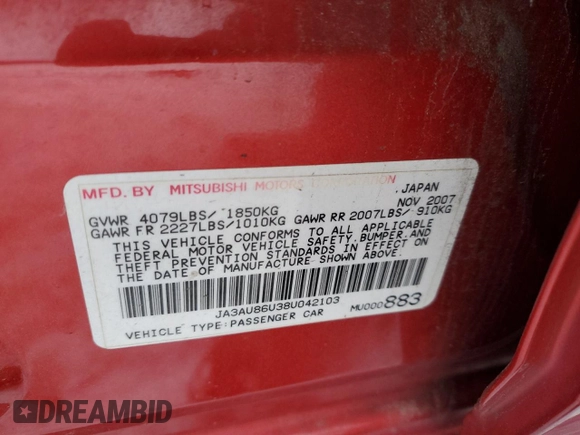 MFD. BY MITSUBISHI MOTORS CORPORATION ,JAPAN
GVWR 4079LBS/ 1850KG NOV 2007
GAWR FR 2227LBS/1010KG GAWR RR 2007LBS/ 910KG
THIS VEHICLE CONFORMS TO ALL APPLICABLE
FEDERAL MOTOR VEHICLE SAFETY,BUMPER,AND
THEFT PREVENTION STANDARDS IN EFFECT ON
THE DATE OF MANUFACTURE SHOWN ABOVE.
JA3AU86U38U042103
VEHICLE TYPE:PASSENGER CAR MU000883
DREAMBID